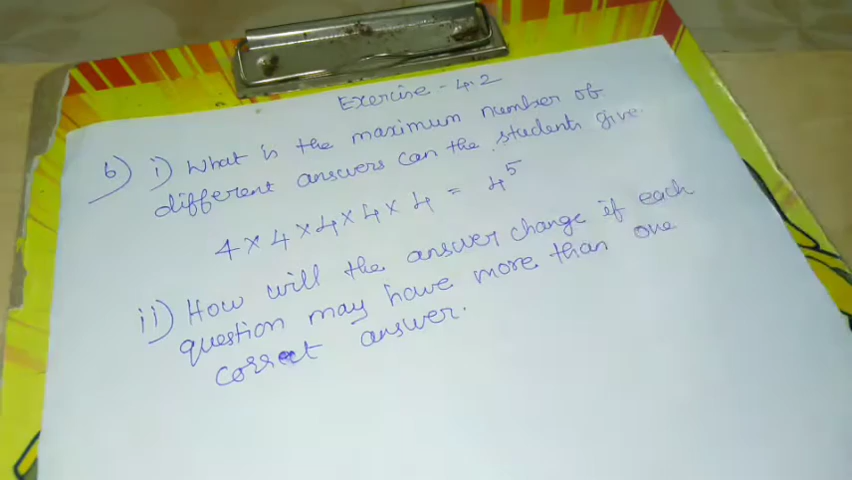 Exercise - 4.2
6) i) What is the maximum number of
different answers can the students give.
4 × 4 × 4 × 4 × 4 = 4⁵
ii) How will the answer change if each
question may have more than one
correct answer.